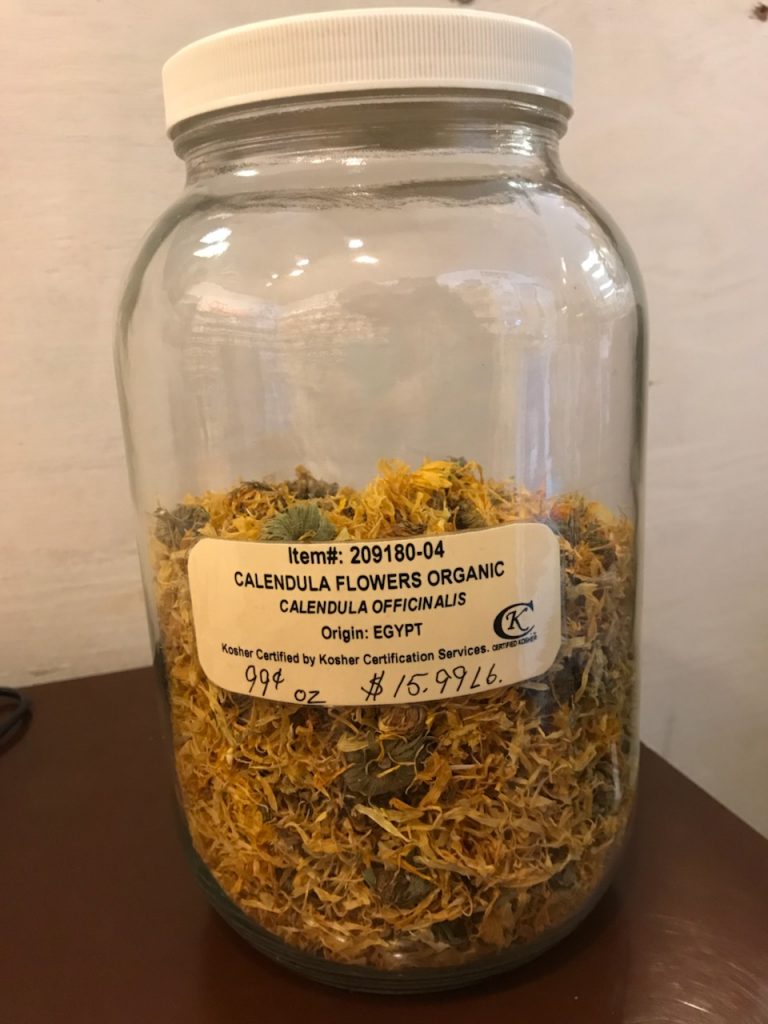 Item#: 209180-04
CALENDULA FLOWERS ORGANIC
CALENDULA OFFICINALIS
Origin: EGYPT
Kosher Certified by Kosher Certification Services.
CK
CERTIFIED KOSHER
99¢ oz $15.99 Lb.